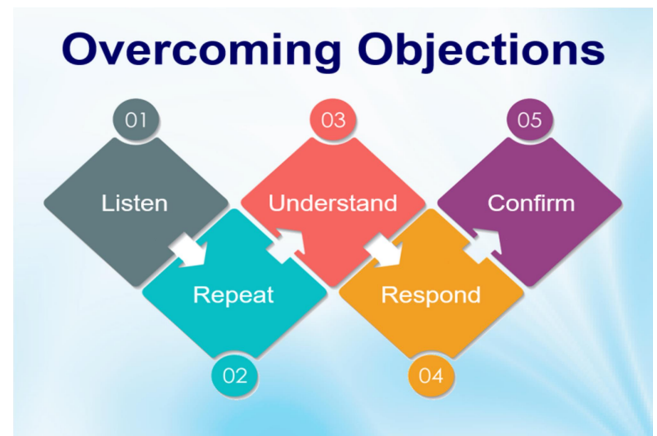 Overcoming Objections
01
Listen
02
Repeat
03
Understand
04
Respond
05
Confirm